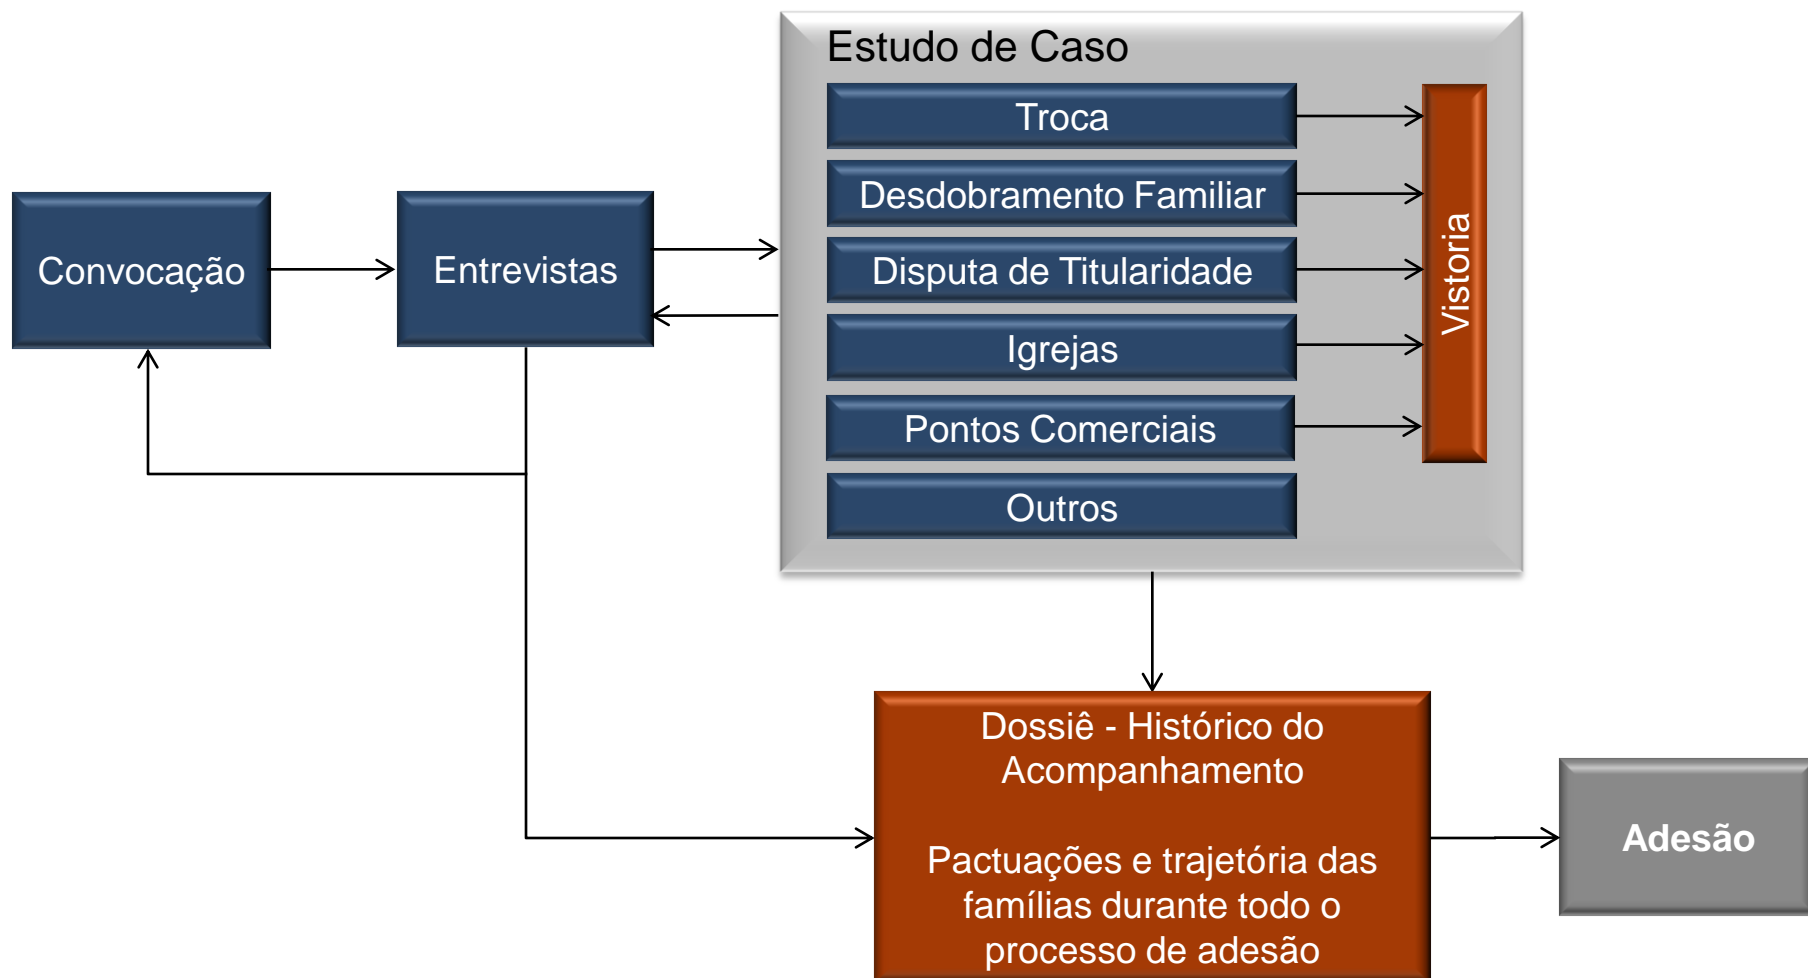 Estudo de Caso
Troca
Desdobramento Familiar
Disputa de Titularidade
Igrejas
Pontos Comerciais
Outros
Vistoria
Convocação
Entrevistas
Dossiê - Histórico do
Acompanhamento
Pactuações e trajetória das
famílias durante todo o
processo de adesão
Adesão